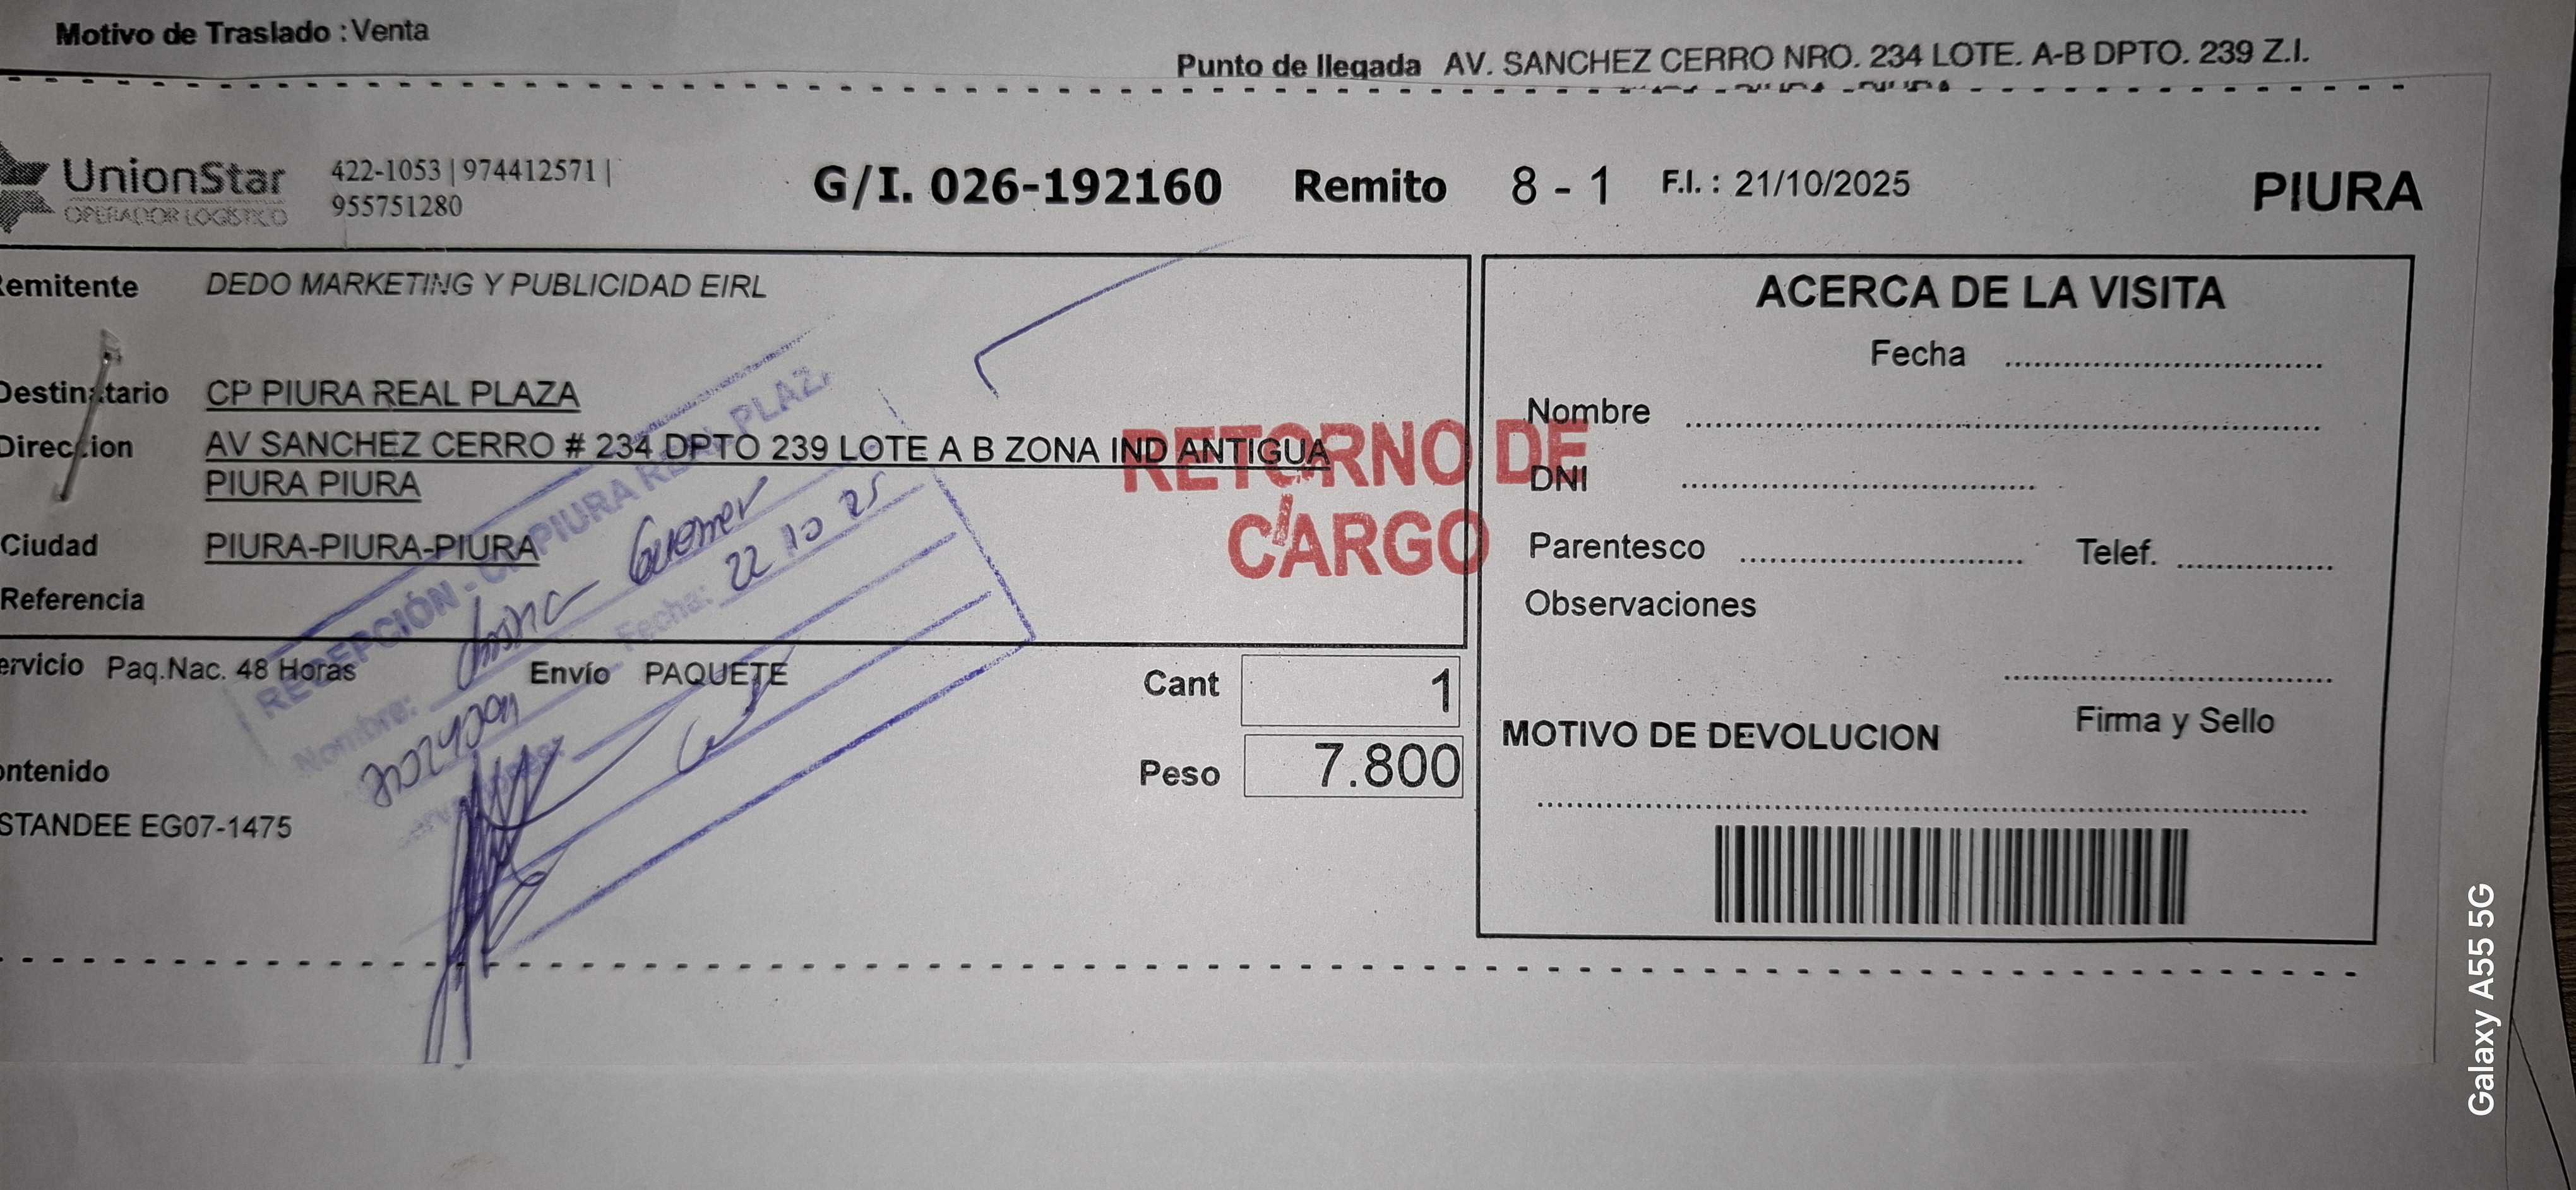 Motivo de Traslado : Venta
Punto de llegada AV. SANCHEZ CERRO NRO. 234 LOTE. A-B DPTO. 239 Z.I.
UnionStar
OPERADOR LOGISTICO
422-1053 | 974412571 |
955751280
G/I. 026-192160 Remito 8 - 1 F.I. : 21/10/2025 PIURA
Remitente DEDO MARKETING Y PUBLICIDAD EIRL
Destinatario CP PIURA REAL PLAZA
Direccion AV SANCHEZ CERRO # 234 DPTO 239 LOTE A B ZONA IND ANTIGUA
PIURA PIURA
Ciudad PIURA-PIURA-PIURA
Referencia
RETORNO DE
CARGO
RECEPCIÓN - CP PIURA REAL PLAZ
Nombre:
Fecha: 22 10 25
ervicio Paq.Nac. 48 Horas Envío PAQUETE
Cant 1
Peso 7.800
ontenido
STANDEE EG07-1475
ACERCA DE LA VISITA
Fecha
Nombre
DNI
Parentesco Telef.
Observaciones
Firma y Sello
MOTIVO DE DEVOLUCION
Galaxy A55 5G